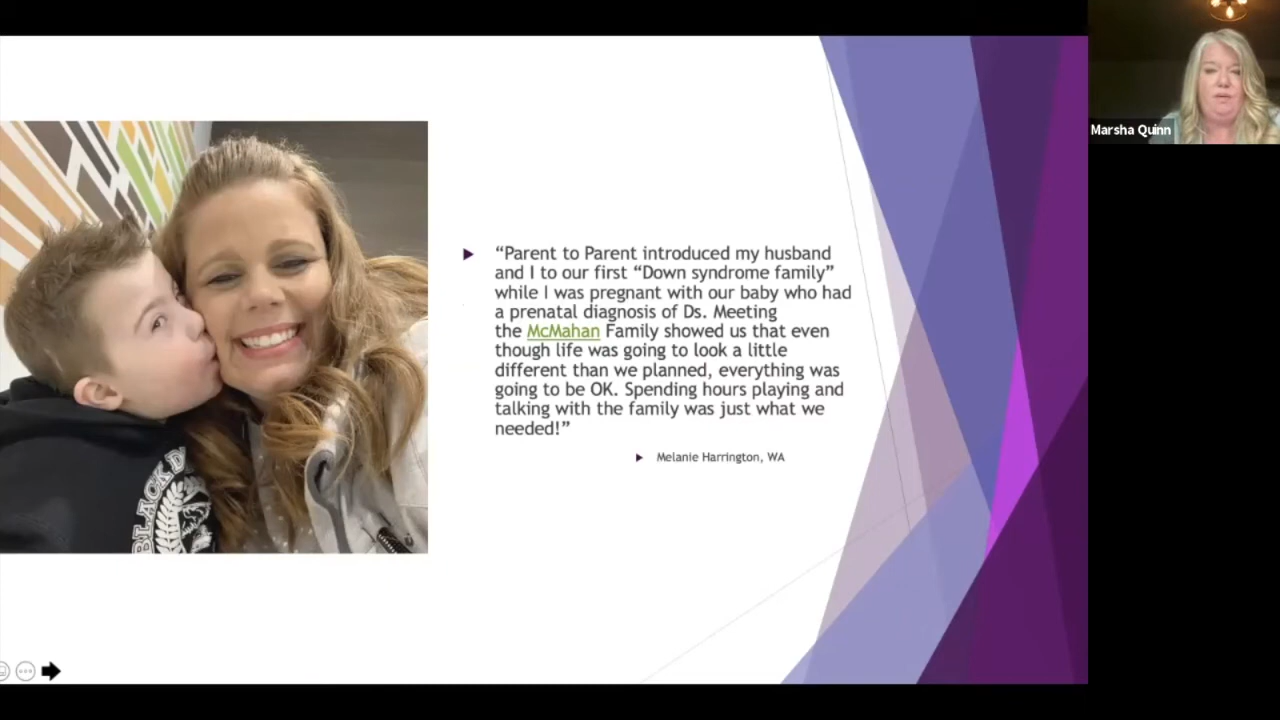 Marsha Quinn
“Parent to Parent introduced my husband
and I to our first “Down syndrome family”
while I was pregnant with our baby who had
a prenatal diagnosis of Ds. Meeting
the McMahan Family showed us that even
though life was going to look a little
different than we planned, everything was
going to be OK. Spending hours playing and
talking with the family was just what we
needed!”
Melanie Harrington, WA
BLACK